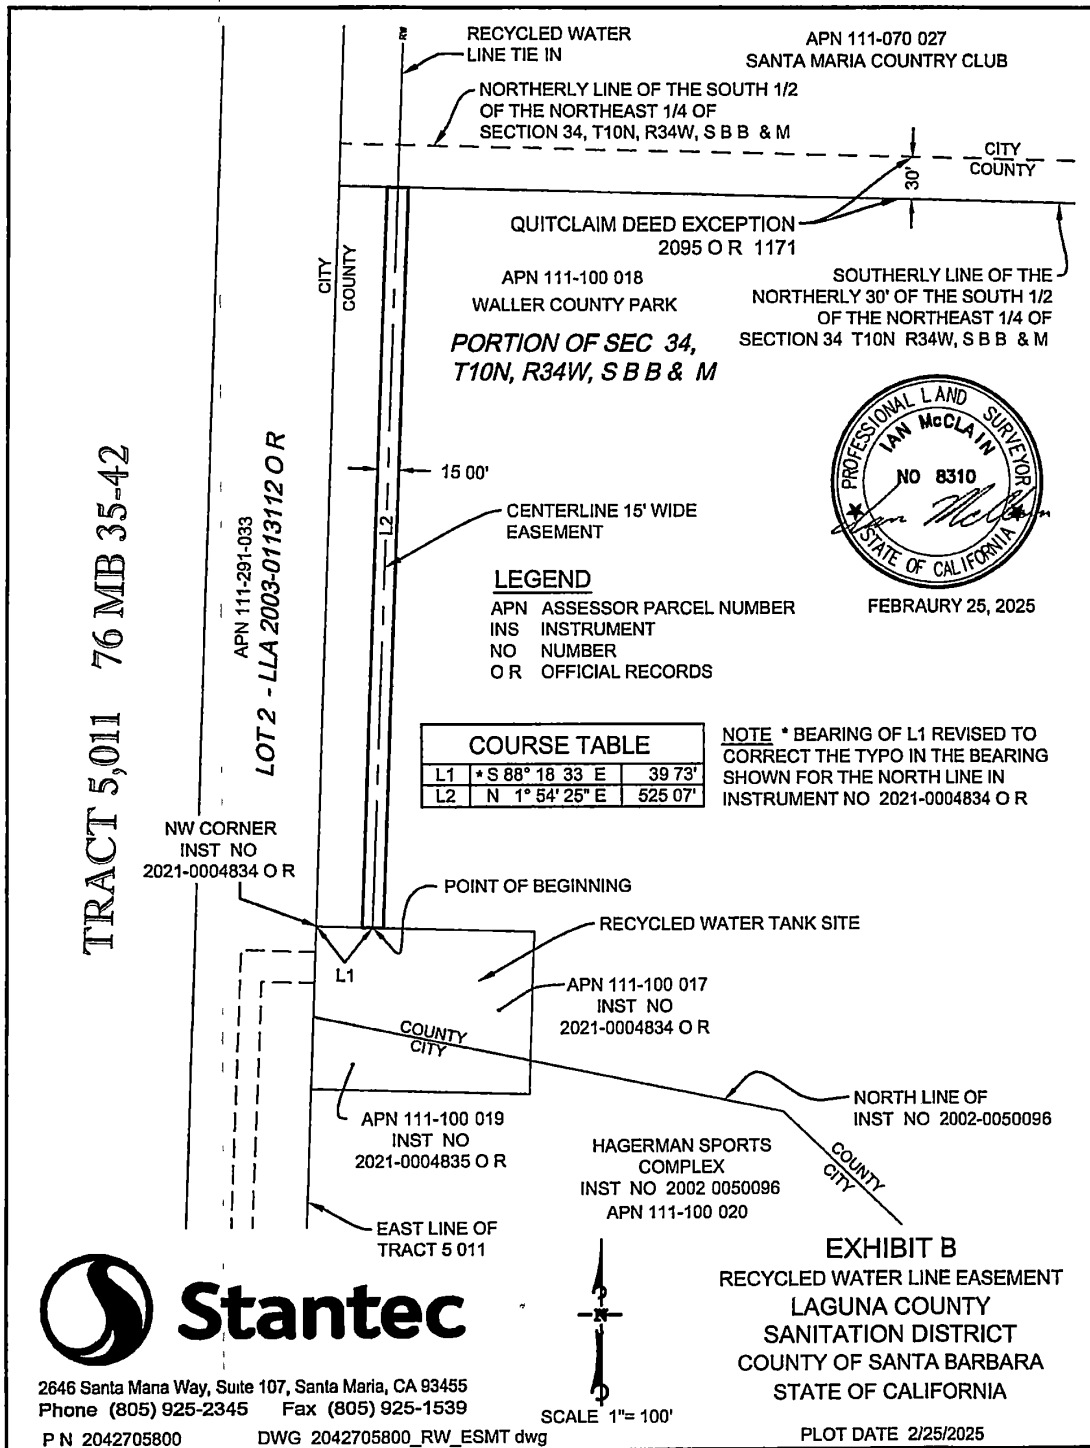 RW
RECYCLED WATER
LINE TIE IN
APN 111-070 027
SANTA MARIA COUNTRY CLUB
NORTHERLY LINE OF THE SOUTH 1/2
OF THE NORTHEAST 1/4 OF
SECTION 34, T10N, R34W, S B B & M
CITY
COUNTY
30'
QUITCLAIM DEED EXCEPTION
2095 O R 1171
CITY
COUNTY
APN 111-100 018
WALLER COUNTY PARK
SOUTHERLY LINE OF THE
NORTHERLY 30' OF THE SOUTH 1/2
OF THE NORTHEAST 1/4 OF
SECTION 34 T10N R34W, S B B & M
PORTION OF SEC 34,
T10N, R34W, S B B & M
PROFESSIONAL LAND SURVEYOR
IAN McCLAIN
NO 8310
STATE OF CALIFORNIA
FEBRAURY 25, 2025
TRACT 5,011 76 MB 35-42
APN 111-291-033
LOT 2 - LLA 2003-0113112 O R
15 00'
L2
CENTERLINE 15' WIDE
EASEMENT
LEGEND
APN ASSESSOR PARCEL NUMBER
INS INSTRUMENT
NO NUMBER
O R OFFICIAL RECORDS
COURSE TABLE
L1 * S 88° 18 33 E 39 73'
L2 N 1° 54' 25" E 525 07'
NOTE * BEARING OF L1 REVISED TO
CORRECT THE TYPO IN THE BEARING
SHOWN FOR THE NORTH LINE IN
INSTRUMENT NO 2021-0004834 O R
NW CORNER
INST NO
2021-0004834 O R
POINT OF BEGINNING
RECYCLED WATER TANK SITE
L1
APN 111-100 017
INST NO
2021-0004834 O R
COUNTY
CITY
APN 111-100 019
INST NO
2021-0004835 O R
NORTH LINE OF
INST NO 2002-0050096
HAGERMAN SPORTS
COMPLEX
INST NO 2002 0050096
APN 111-100 020
COUNTY
CITY
EAST LINE OF
TRACT 5 011
Stantec
2646 Santa Maria Way, Suite 107, Santa Maria, CA 93455
Phone (805) 925-2345 Fax (805) 925-1539
P N 2042705800 DWG 2042705800_RW_ESMT dwg
N
SCALE 1"= 100'
EXHIBIT B
RECYCLED WATER LINE EASEMENT
LAGUNA COUNTY
SANITATION DISTRICT
COUNTY OF SANTA BARBARA
STATE OF CALIFORNIA
PLOT DATE 2/25/2025